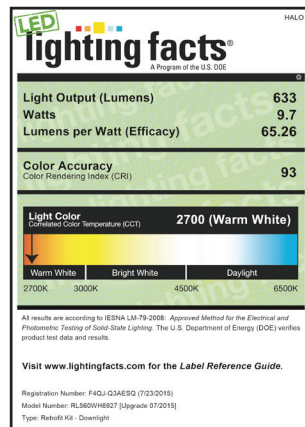 HALO
LED
lighting facts®
A Program of the U.S. DOE
Light Output (Lumens) 633
Watts 9.7
Lumens per Watt (Efficacy) 65.26
Color Accuracy 93
Color Rendering Index (CRI)
Light Color 2700 (Warm White)
Correlated Color Temperature (CCT)
Warm White Bright White Daylight
2700K 3000K 4500K 6500K
All results are according to IESNA LM-79-2008: Approved Method for the Electrical and
Photometric Testing of Solid-State Lighting. The U.S. Department of Energy (DOE) verifies
product test data and results.
Visit www.lightingfacts.com for the Label Reference Guide.
Registration Number: F4QJ-Q3AESQ (7/23/2015)
Model Number: RL560WH6927 [Upgrade 07/2015]
Type: Retrofit Kit - Downlight